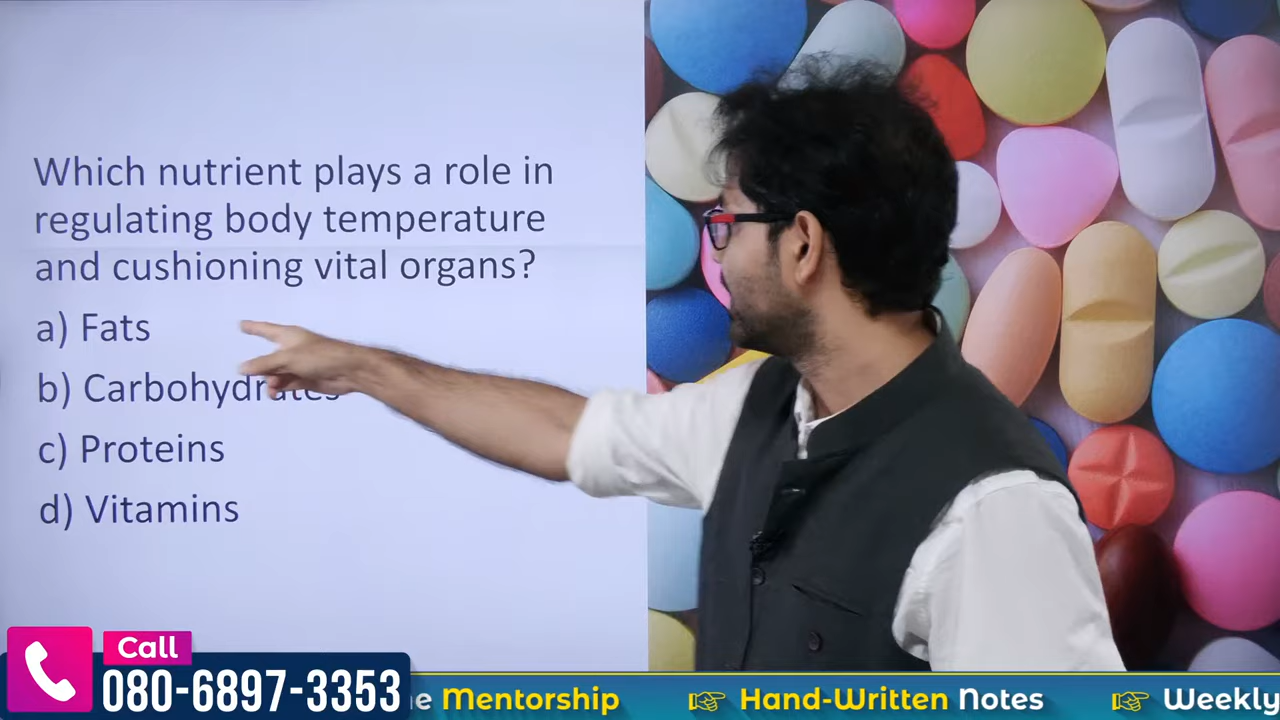 Which nutrient plays a role in
regulating body temperature
and cushioning vital organs?
a) Fats
b) Carbohydrates
c) Proteins
d) Vitamins
Call
080-6897-3353
Mentorship
Hand-Written Notes
Weekly